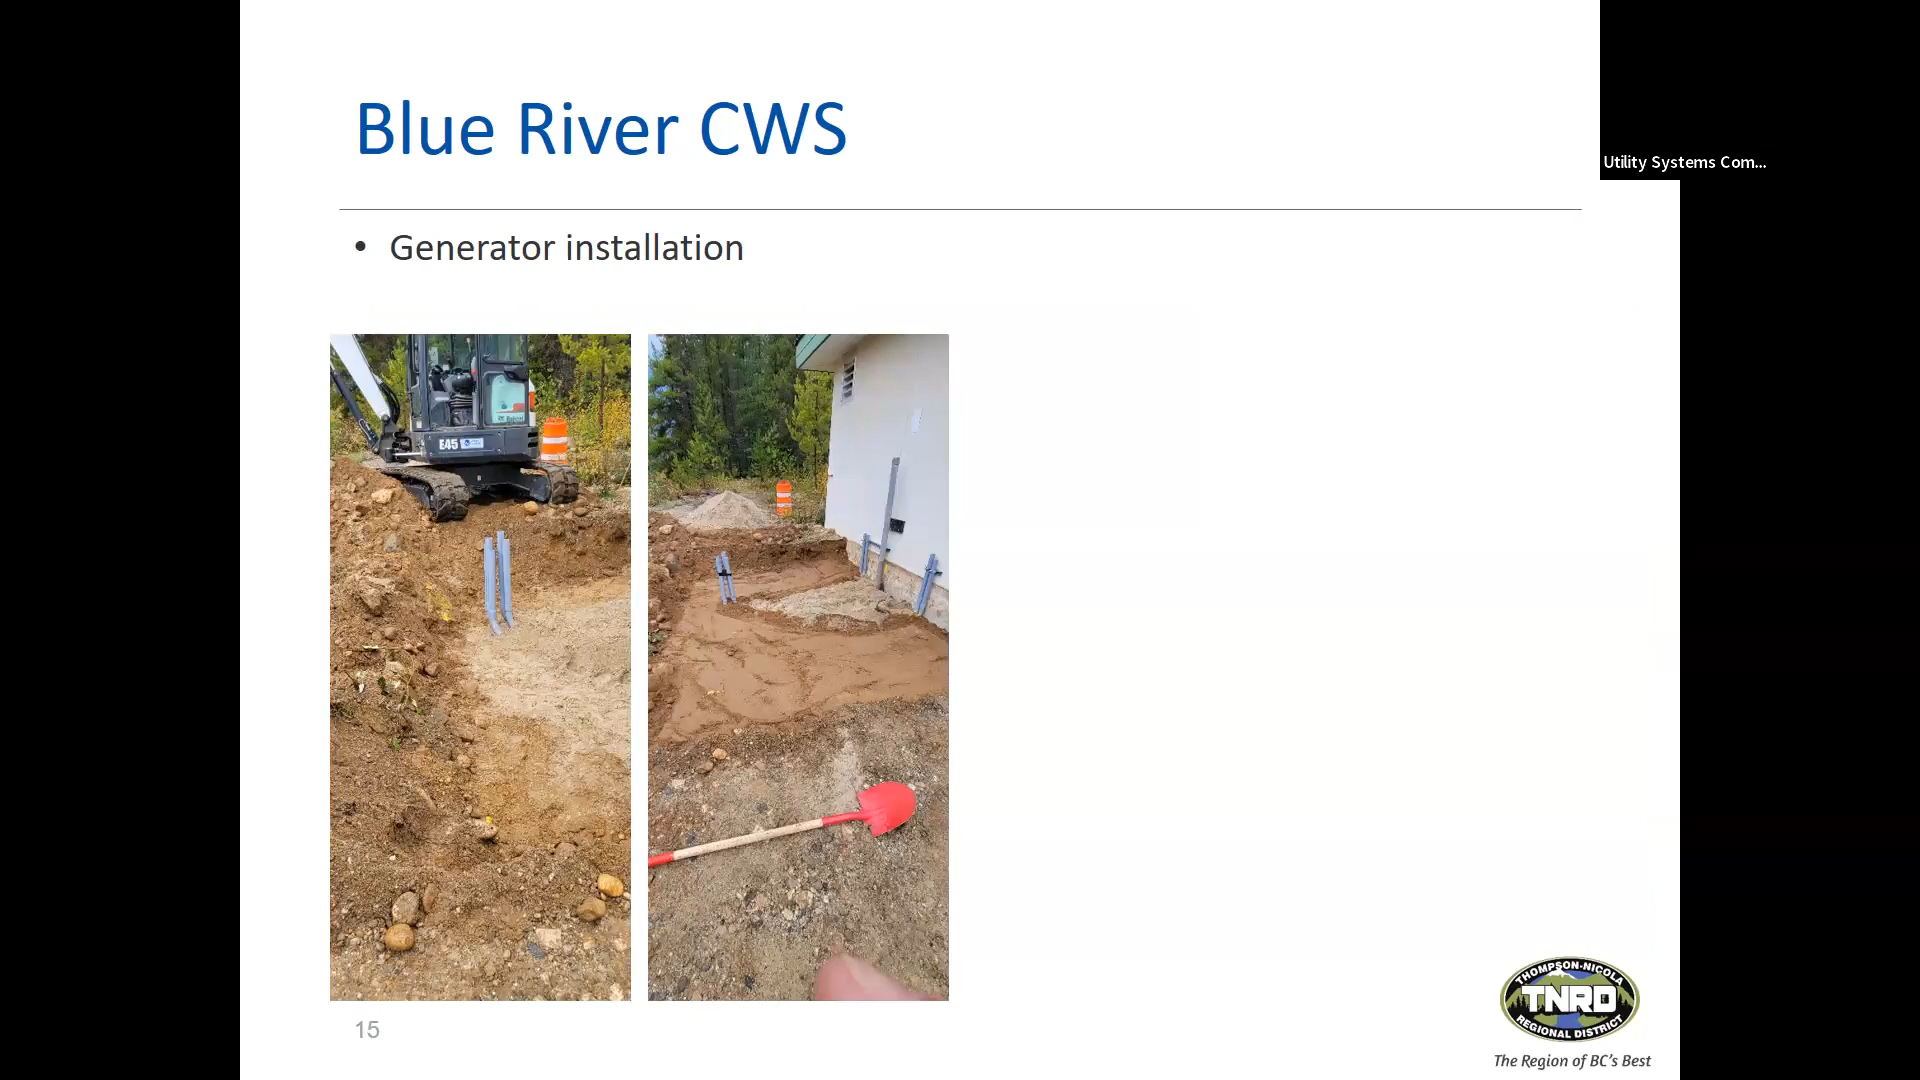 Blue River CWS
Utility Systems Com...
• Generator installation
E45
Bobcat
15
THOMPSON-NICOLA
TNRD
REGIONAL DISTRICT
The Region of BC's Best